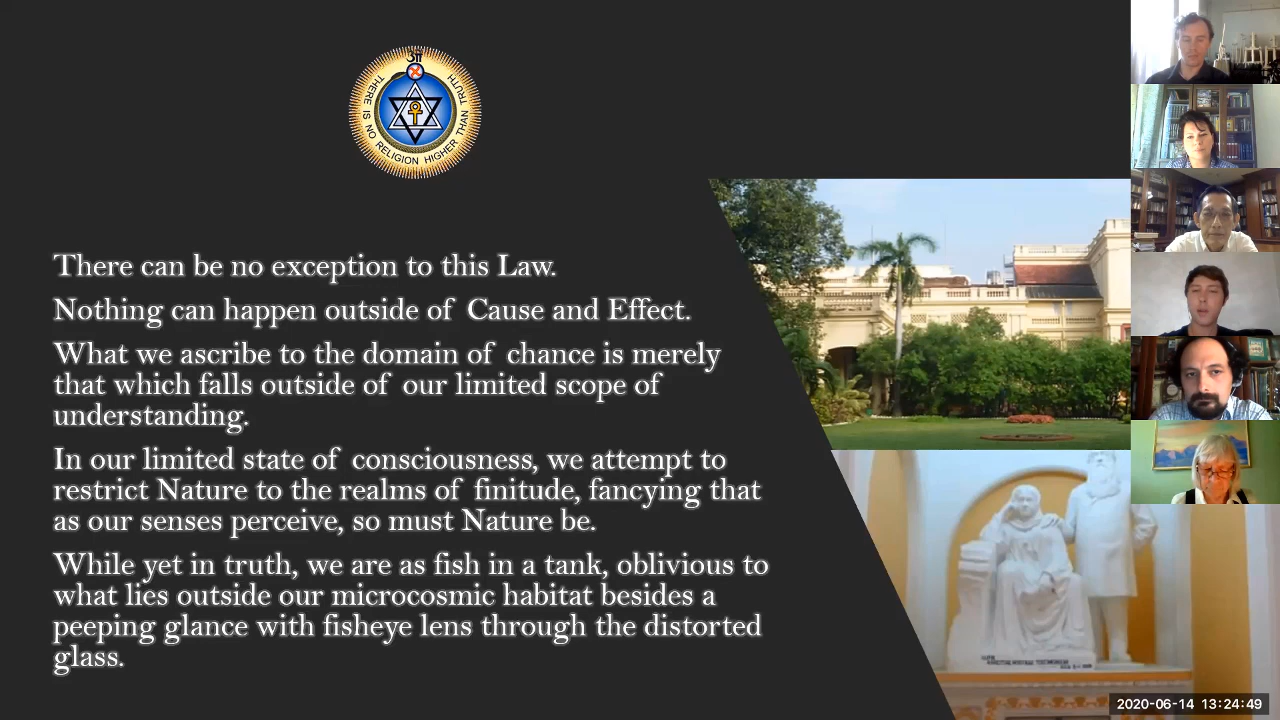 ॐ
THERE IS NO RELIGION HIGHER THAN TRUTH
There can be no exception to this Law.
Nothing can happen outside of Cause and Effect.
What we ascribe to the domain of chance is merely
that which falls outside of our limited scope of
understanding.
In our limited state of consciousness, we attempt to
restrict Nature to the realms of finitude, fancying that
as our senses perceive, so must Nature be.
While yet in truth, we are as fish in a tank, oblivious to
what lies outside our microcosmic habitat besides a
peeping glance with fisheye lens through the distorted
glass.
2020-06-14 13:24:49